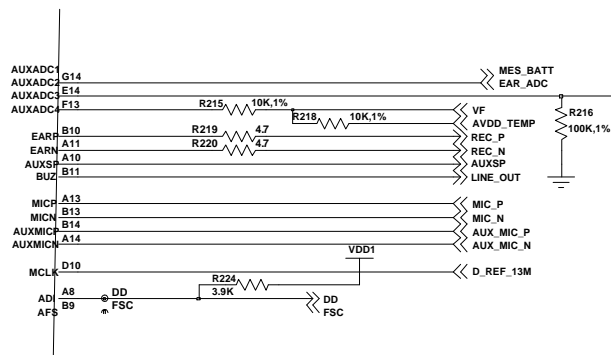 AUXADC1
G14
MES_BATT
AUXADC2
E14
EAR_ADC
AUXADC3
F13
R215
10K,1%
AUXADC4
VF
R216
R218
10K,1%
AVDD_TEMP
100K,1%
EARP
B10
R219
4.7
REC_P
EARN
A11
R220
4.7
REC_N
AUXSP
A10
AUXSP
BUZ
B11
LINE_OUT
MICP
A13
MIC_P
MICN
B13
MIC_N
AUXMICP
B14
AUX_MIC_P
AUXMICN
A14
AUX_MIC_N
VDD1
MCLK
D10
R224
D_REF_13M
3.9K
ADI
A8
DD
DD
AFS
B9
FSC
FSC